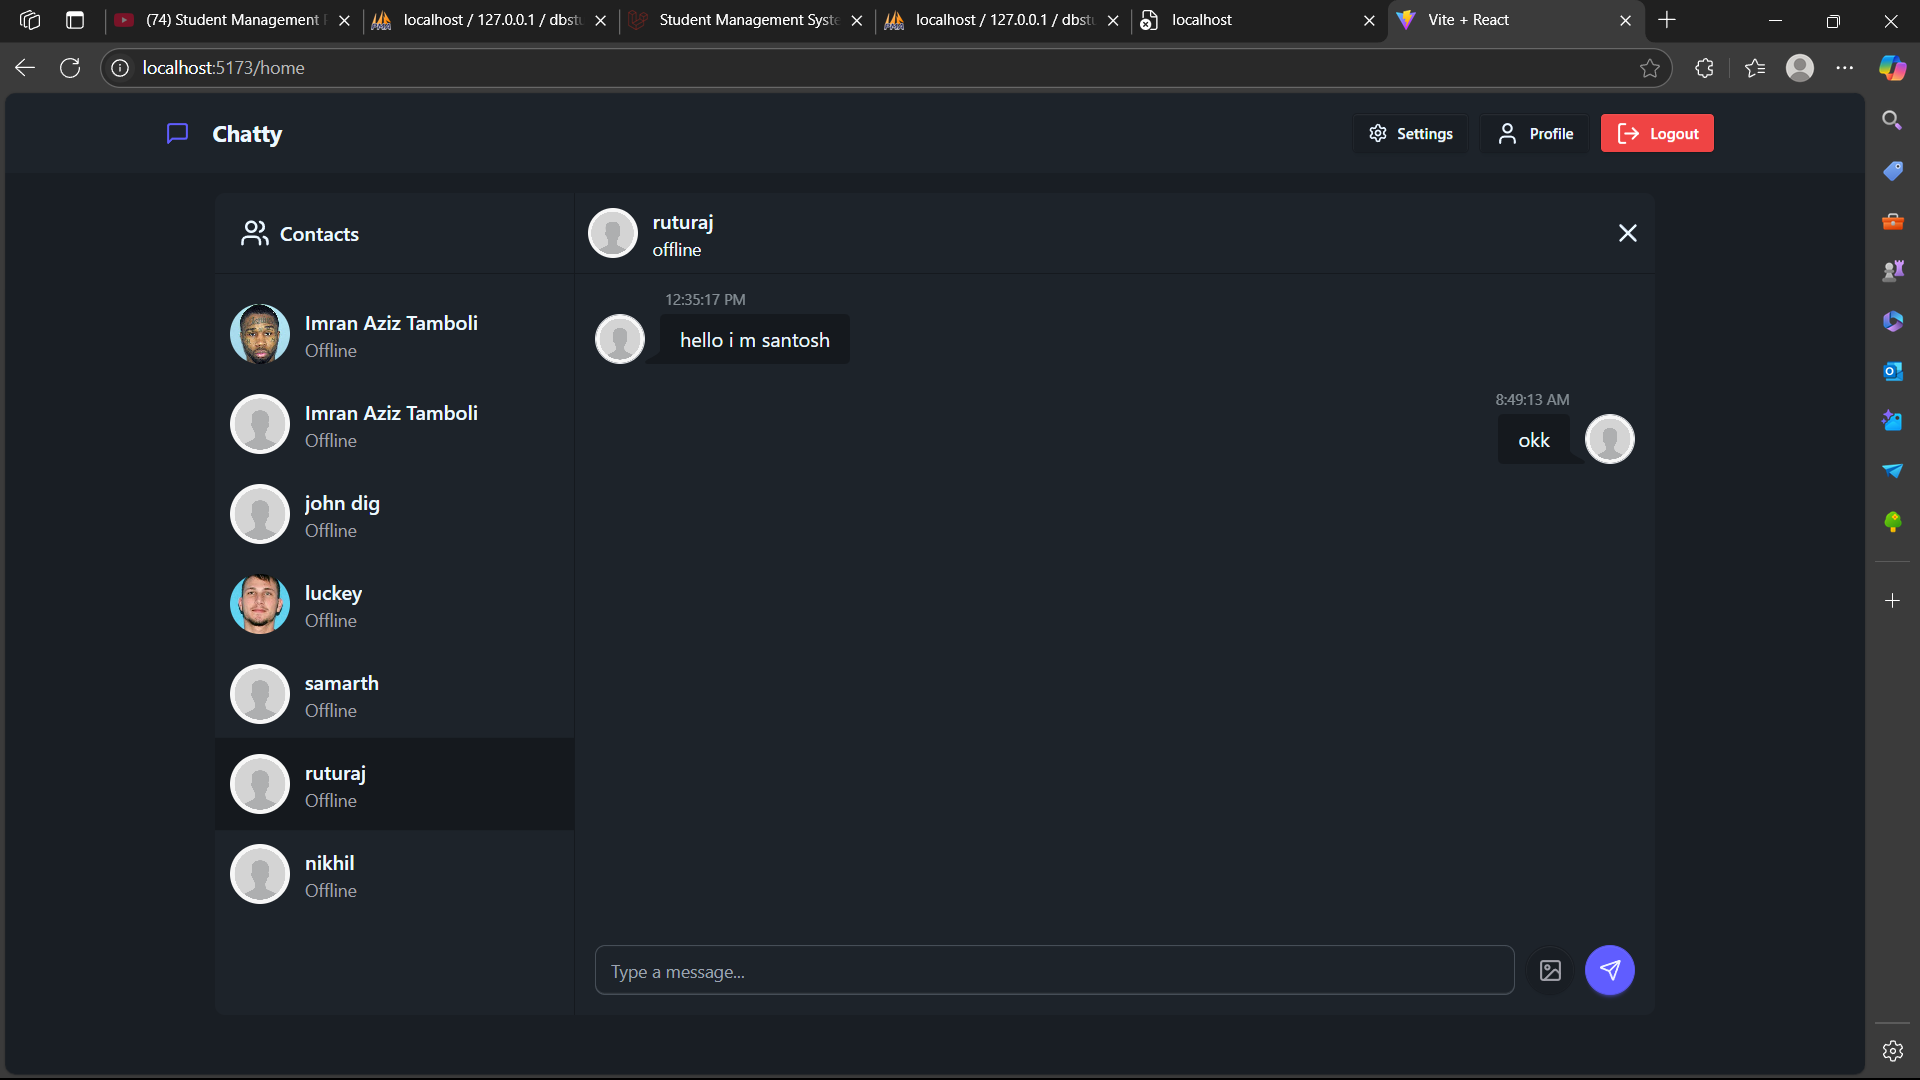 (74) Student Management
localhost / 127.0.0.1 / dbstu
Student Management Syste
localhost / 127.0.0.1 / dbstu
localhost
Vite + React
localhost:5173/home
Chatty
Settings
Profile
Logout
Contacts
Imran Aziz Tamboli
Offline
Imran Aziz Tamboli
Offline
john dig
Offline
luckey
Offline
samarth
Offline
ruturaj
Offline
nikhil
Offline
ruturaj
offline
12:35:17 PM
hello i m santosh
8:49:13 AM
okk
Type a message...